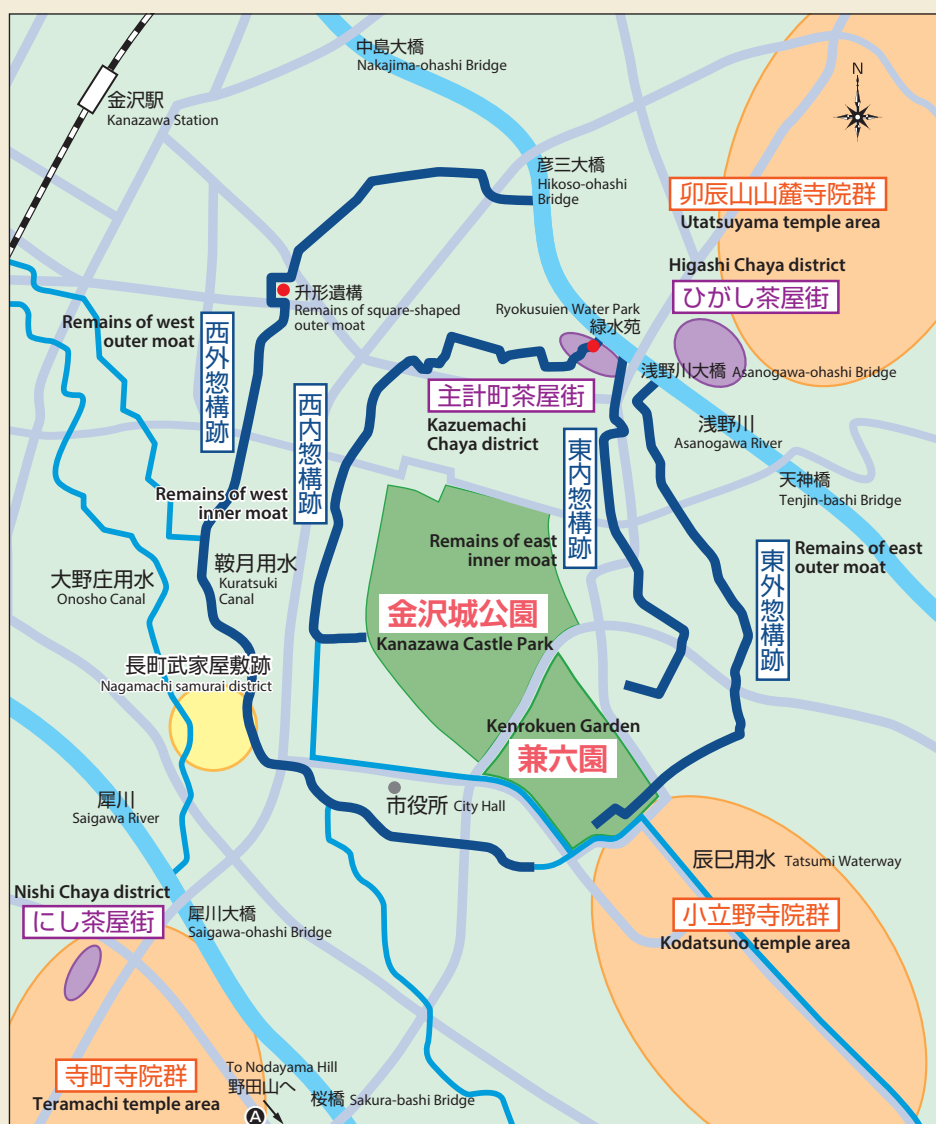 中島大橋
Nakajima-ohashi Bridge
N
金沢駅
Kanazawa Station
彦三大橋
Hikoso-ohashi
Bridge
卯辰山山麓寺院群
Utatsuyama temple area
Higashi Chaya district
ひがし茶屋街
升形遺構
Remains of square-shaped
outer moat
Ryokusuien Water Park
緑水苑
Remains of west
outer moat
西外惣構跡
西内惣構跡
主計町茶屋街
Kazuemachi
Chaya district
浅野川大橋 Asanogawa-ohashi Bridge
浅野川
Asanogawa River
東内惣構跡
天神橋
Tenjin-bashi Bridge
Remains of west
inner moat
Remains of east
inner moat
Remains of east
outer moat
東外惣構跡
大野庄用水
Onosho Canal
鞍月用水
Kuratsuki
Canal
金沢城公園
Kanazawa Castle Park
長町武家屋敷跡
Nagamachi samurai district
Kenrokuen Garden
兼六園
犀川
Saigawa River
市役所 City Hall
辰巳用水 Tatsumi Waterway
Nishi Chaya district
にし茶屋街
犀川大橋
Saigawa-ohashi Bridge
小立野寺院群
Kodatsuno temple area
寺町寺院群
Teramachi temple area
To Nodayama Hill
野田山へ
A
桜橋 Sakura-bashi Bridge